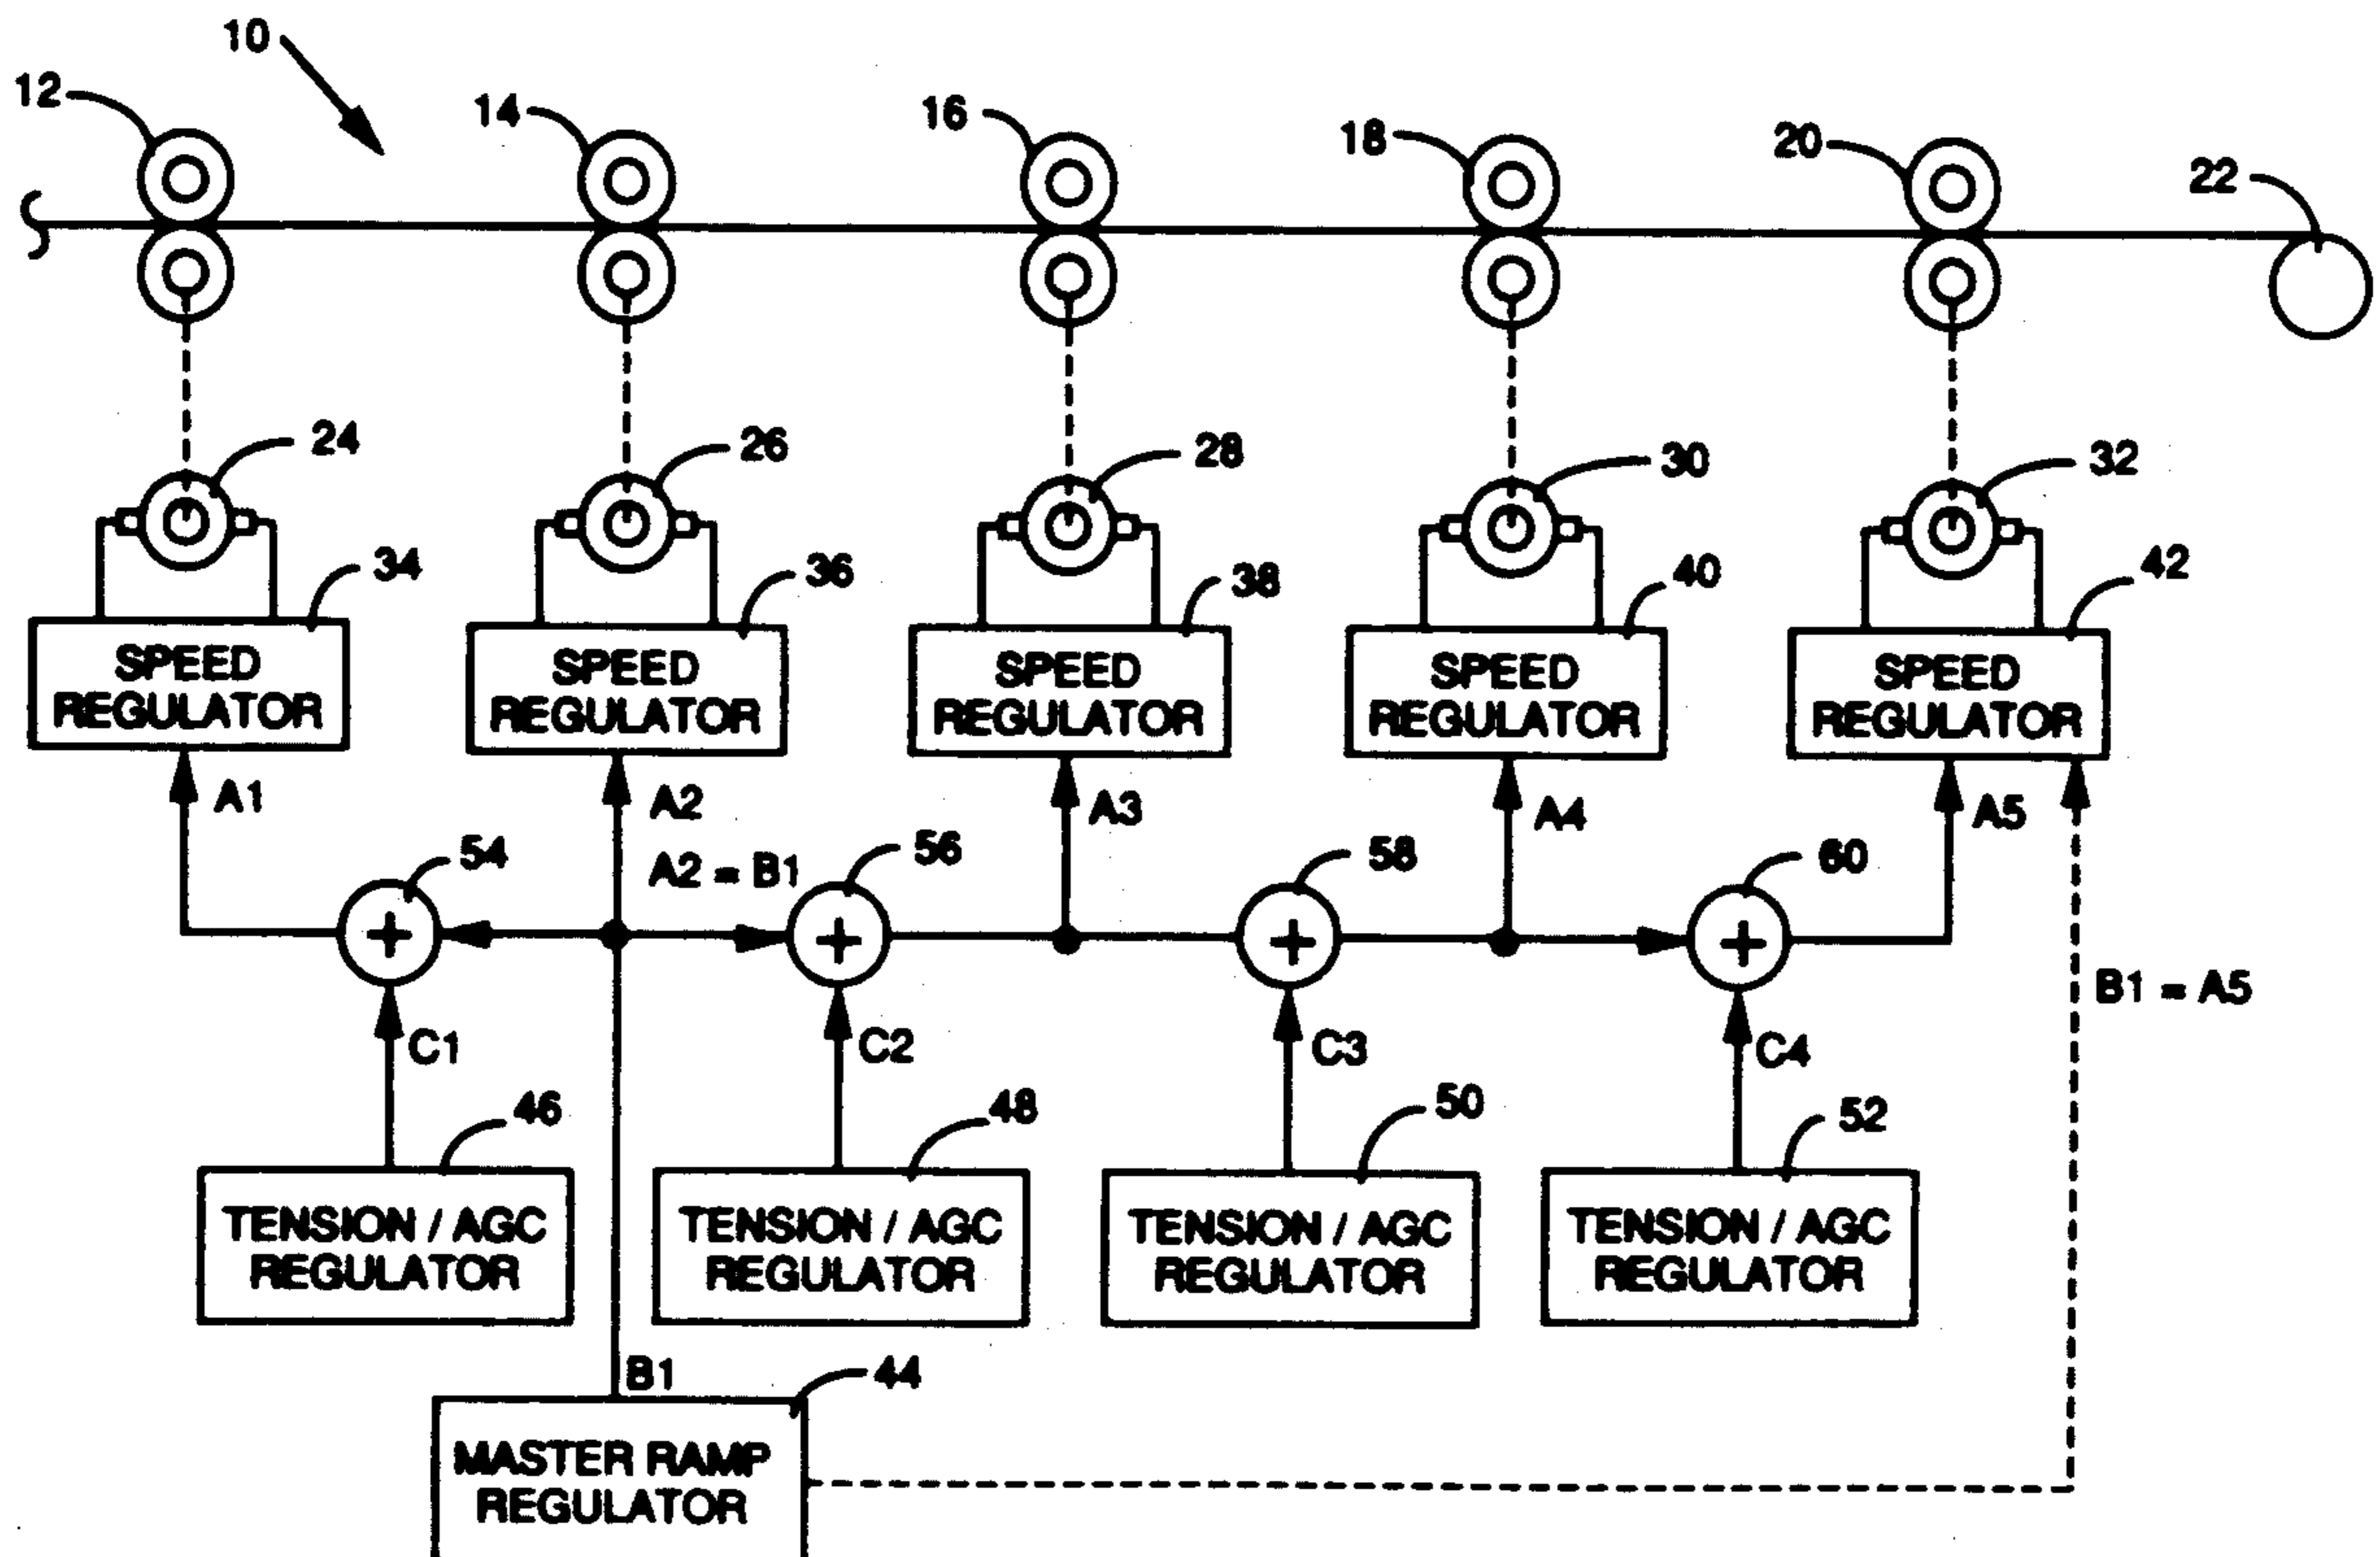 10
12
14
16
18
20
22
24
26
28
30
32
34
36
38
40
42
SPEED
REGULATOR
SPEED
REGULATOR
SPEED
REGULATOR
SPEED
REGULATOR
SPEED
REGULATOR
A1
A2
A3
A4
A5
A2 = B1
54
56
58
60
B1 = A5
C1
C2
C3
C4
46
48
50
52
TENSION / AGC
REGULATOR
TENSION / AGC
REGULATOR
TENSION / AGC
REGULATOR
TENSION / AGC
REGULATOR
B1
44
MASTER RAMP
REGULATOR